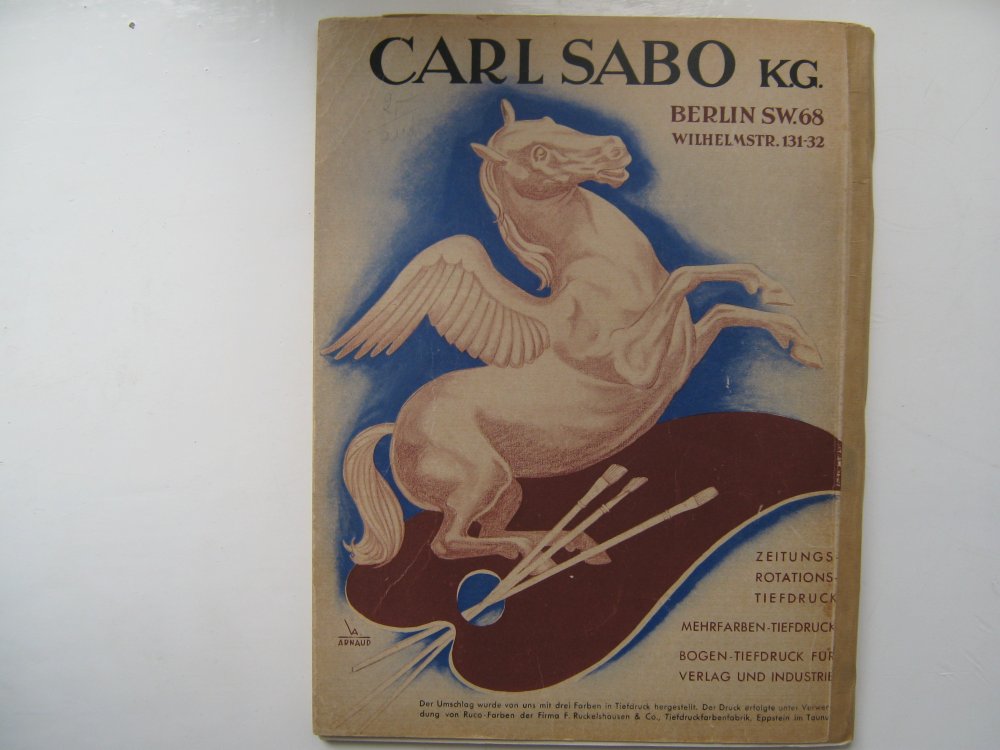 CARL SABO K.G.
BERLIN SW.68
WILHELMSTR. 131-32
ZEITUNGS-
ROTATIONS-
TIEFDRUCK
MEHRFARBEN-TIEFDRUCK
BOGEN-TIEFDRUCK FÜR
VERLAG UND INDUSTRIE
ARNAUD
Der Umschlag wurde von uns mit drei Farben in Tiefdruck hergestellt. Der Druck erfolgte unter Verwen-
dung von Ruco-Farben der Firma F. Ruckelshausen & Co., Tiefdruckfarbenfabrik, Eppstein im Taunu